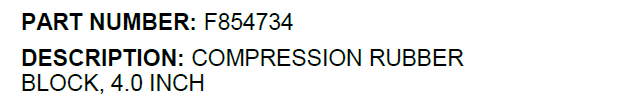 PART NUMBER: F854734
DESCRIPTION: COMPRESSION RUBBER
BLOCK, 4.0 INCH